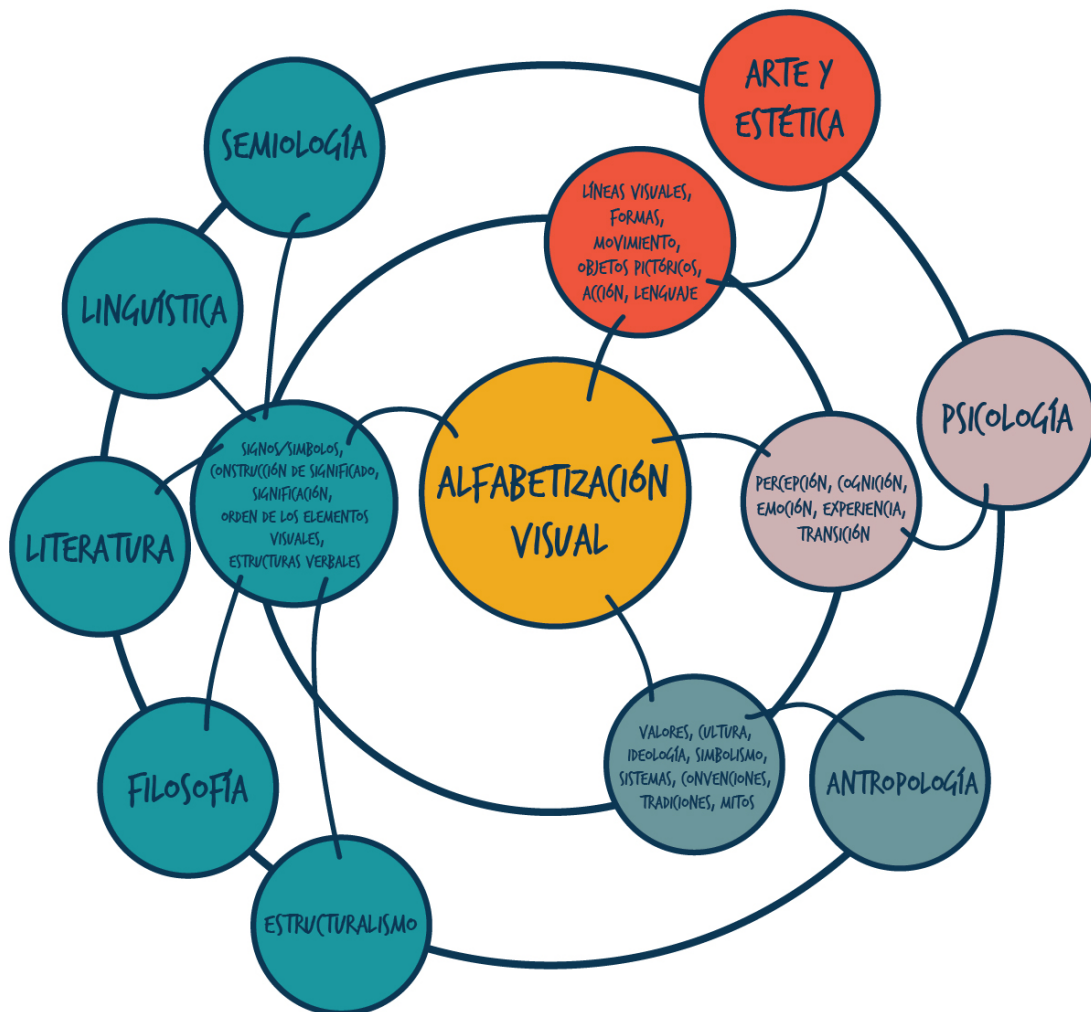 ARTE Y
ESTÉTICA
SEMIOLOGÍA
LÍNEAS VISUALES,
FORMAS,
MOVIMIENTO,
OBJETOS PICTÓRICOS,
ACCIÓN, LENGUAJE
LINGUÍSTICA
PSICOLOGÍA
SIGNOS/SIMBOLOS,
CONSTRUCCIÓN DE SIGNIFICADO,
SIGNIFICACIÓN,
ORDEN DE LOS ELEMENTOS
VISUALES,
ESTRUCTURAS VERBALES
ALFABETIZACIÓN
VISUAL
PERCEPCIÓN, COGNICIÓN,
EMOCIÓN, EXPERIENCIA,
TRANSICIÓN
LITERATURA
VALORES, CULTURA,
IDEOLOGÍA, SIMBOLISMO,
SISTEMAS, CONVENCIONES,
TRADICIONES, MITOS
FILOSOFÍA
ANTROPOLOGÍA
ESTRUCTURALISMO